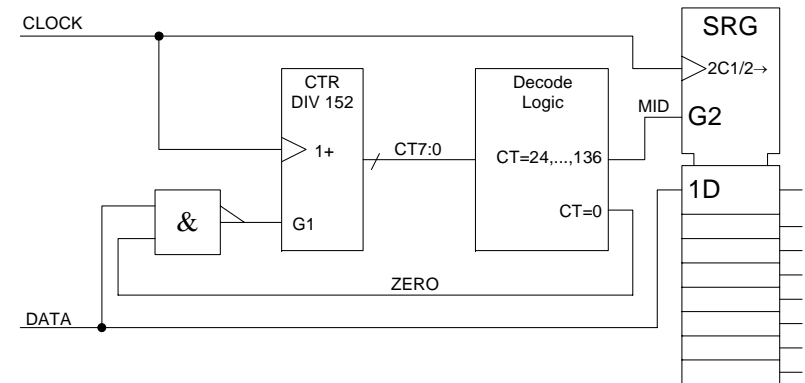 CLOCK
SRG
CTR
DIV 152
Decode
Logic
2C1/2→
MID
G2
1+
CT7:0
CT=24,...,136
1D
&
G1
CT=0
ZERO
DATA